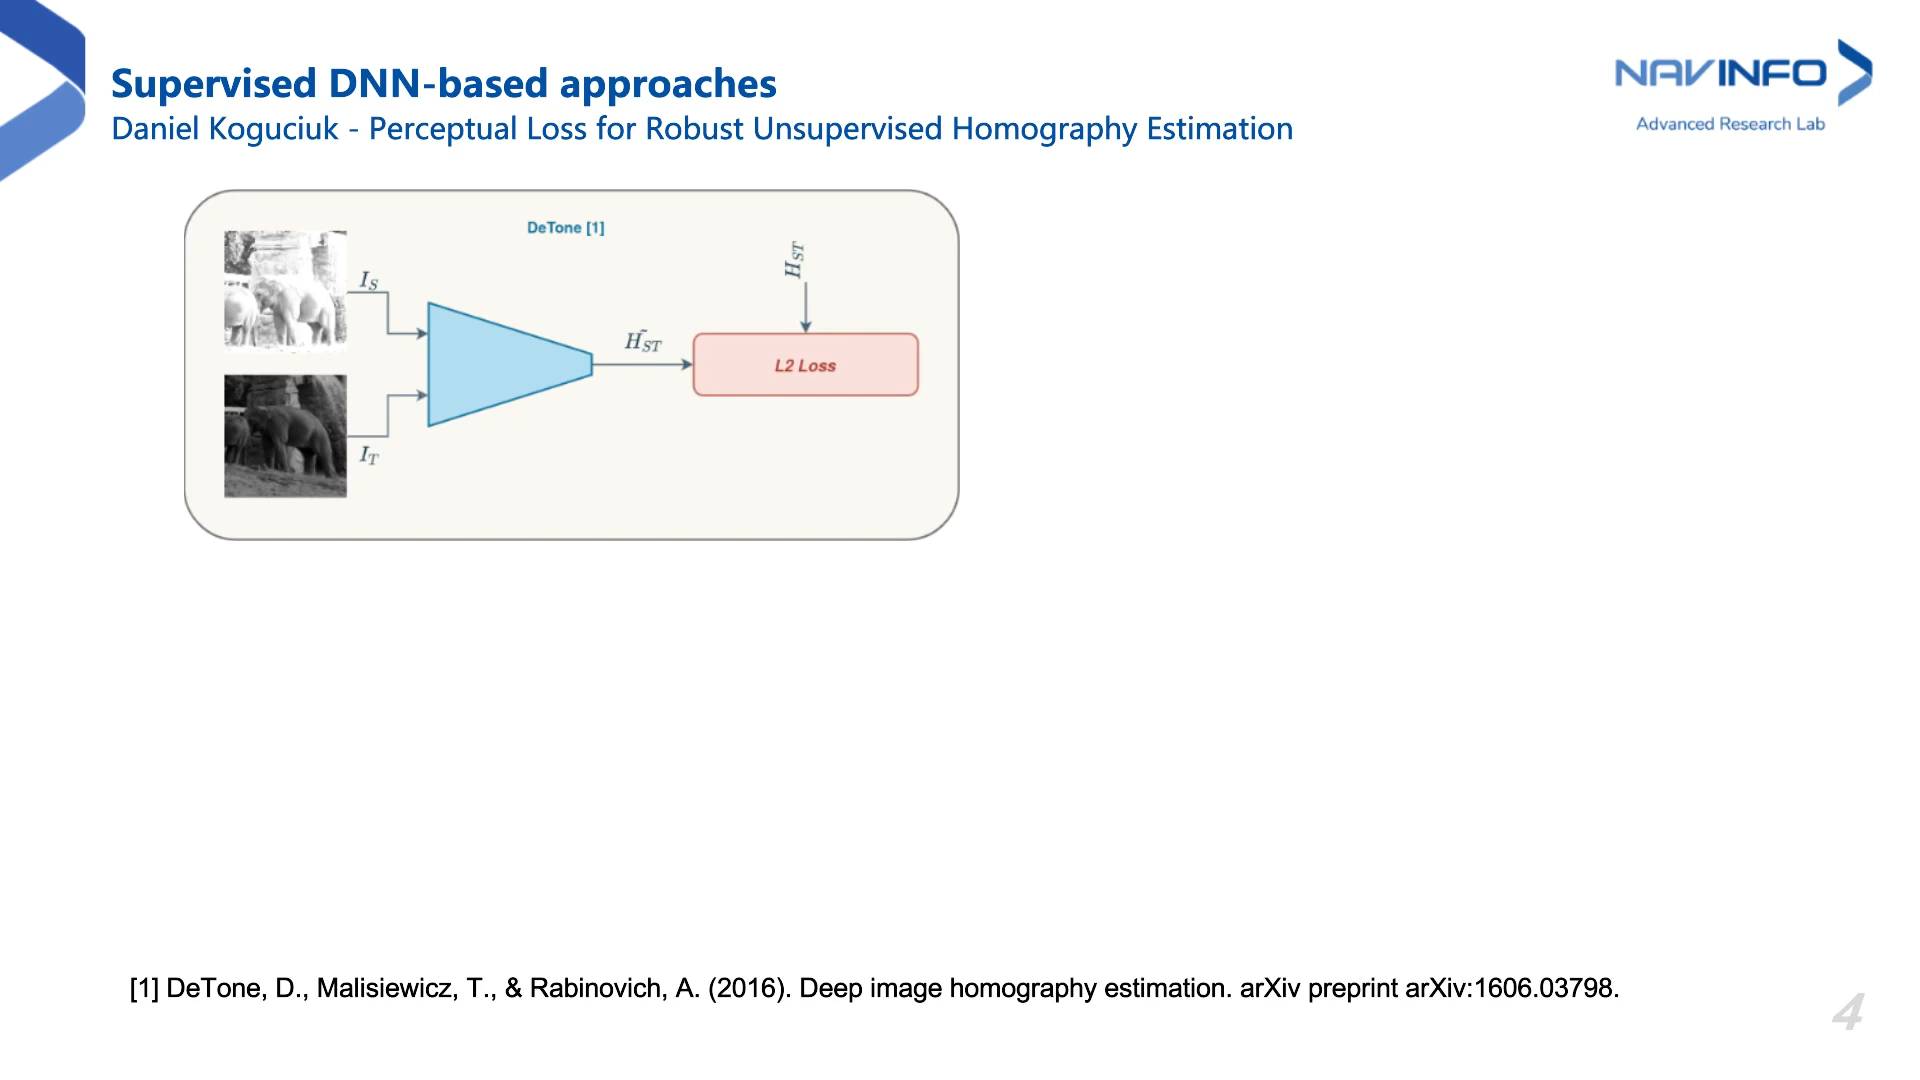 Supervised DNN-based approaches
Daniel Koguciuk - Perceptual Loss for Robust Unsupervised Homography Estimation
NAVINFO
Advanced Research Lab
DeTone [1]
I_S
H_ST
H̃_ST
L2 Loss
I_T
[1] DeTone, D., Malisiewicz, T., & Rabinovich, A. (2016). Deep image homography estimation. arXiv preprint arXiv:1606.03798.
4